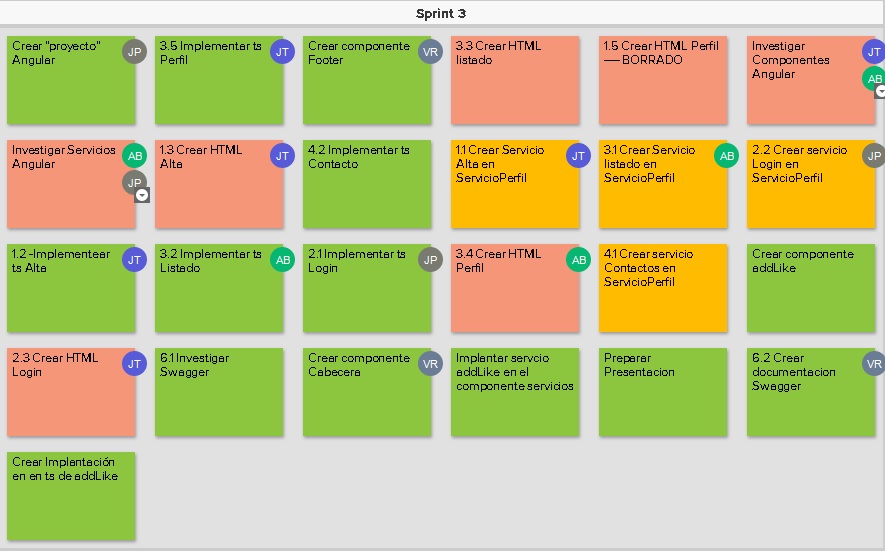 Sprint 3
Crear "proyecto"
Angular
JP
3.5 Implementar ts
Perfil
JT
Crear componente
Footer
VR
3.3 Crear HTML
listado
1.5 Crear HTML Perfil
---- BORRADO
Investigar
Componentes
Angular
JT
AB
Investigar Servicios
Angular
AB
JP
1.3 Crear HTML
Alta
JT
4.2 Implementar ts
Contacto
1.1 Crear Servicio
Alta en
ServicioPerfil
JT
3.1 Crear Servicio
listado en
ServicioPerfil
AB
2.2 Crear servicio
Login en
ServicioPerfil
JP
1.2 -Implementear
ts Alta
JT
3.2 Implementar ts
Listado
AB
2.1 Implementar ts
Login
JP
3.4 Crear HTML
Perfil
AB
4.1 Crear servicio
Contactos en
ServicioPerfil
Crear componente
addLike
2.3 Crear HTML
Login
JT
6.1 Investigar
Swagger
Crear componente
Cabecera
VR
Implantar servcio
addLike en el
componente servicios
Preparar
Presentacion
6.2 Crear
documentacion
Swagger
VR
Crear Implantación
en en ts de addLike